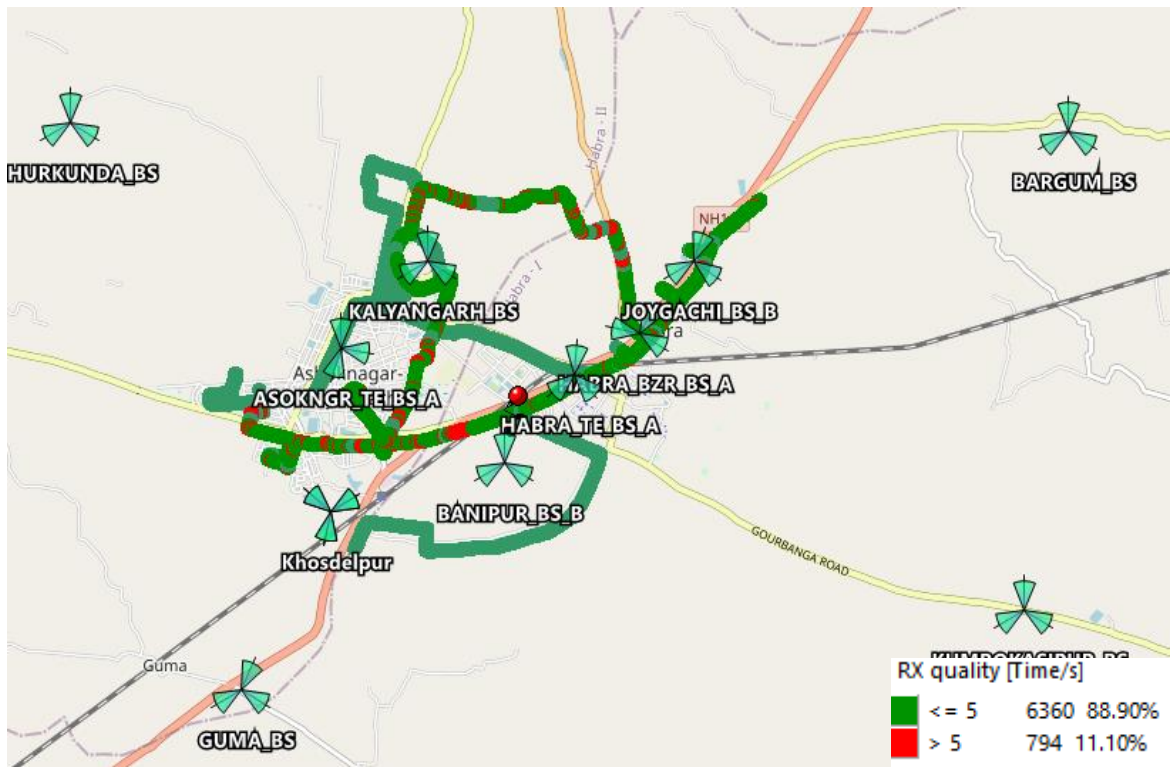 HURKUNDA_BS
BARGUM_BS
Habra - II
NH1
Habra - I
KALYANGARH_BS
JOYGACHI_BS_B
ASOKNGR_TE_BS_A
HABRA_TE_BS_A
BANIPUR_BS_B
Khosdelpur
GOURBANGA ROAD
Guma
GUMA_BS
RX quality [Time/s]
<= 5 6360 88.90%
> 5 794 11.10%